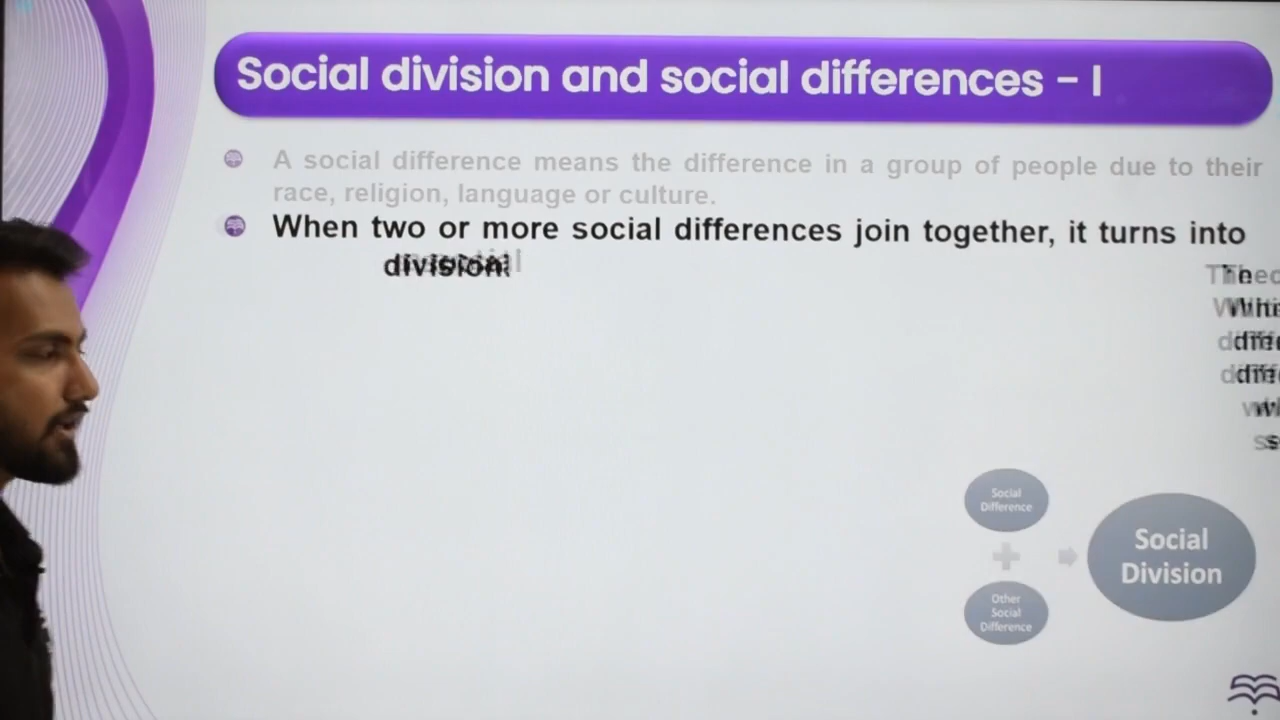 Social division and social differences - I
A social difference means the difference in a group of people due to their
race, religion, language or culture.
When two or more social differences join together, it turns into
division
Social
Difference
Other
Social
Difference
Social
Division